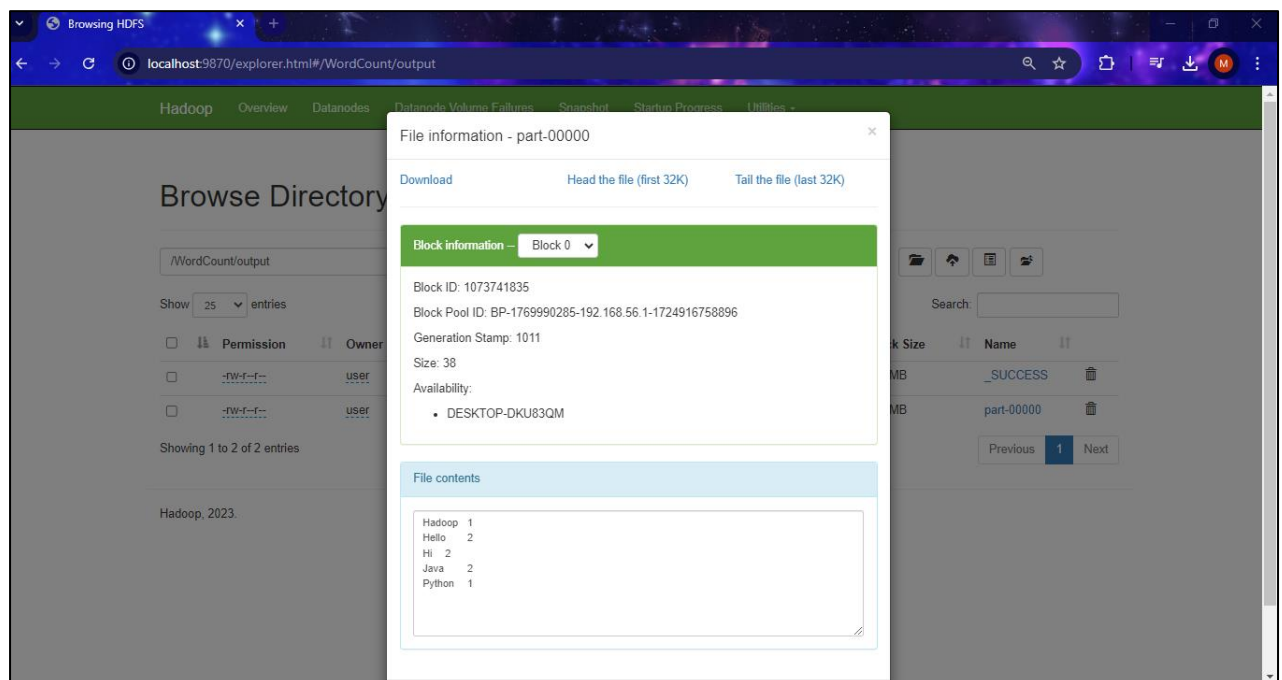 Browsing HDFS
localhost:9870/explorer.html#/WordCount/output
M
Hadoop Overview Datanodes Datanode Volume Failures Snapshot Startup Progress Utilities
File information - part-00000 ×
Download Head the file (first 32K) Tail the file (last 32K)
Browse Directory
Block information -- Block 0
/WordCount/output
Block ID: 1073741835
Block Pool ID: BP-1769990285-192.168.56.1-1724916758896
Generation Stamp: 1011
Size: 38
Availability:
• DESKTOP-DKU83QM
Show 25 entries Search:
Permission Owner k Size Name
-rw-r--r-- user MB _SUCCESS
-rw-r--r-- user MB part-00000
Showing 1 to 2 of 2 entries Previous 1 Next
File contents
Hadoop 1
Hello 2
Hi 2
Java 2
Python 1
Hadoop, 2023.